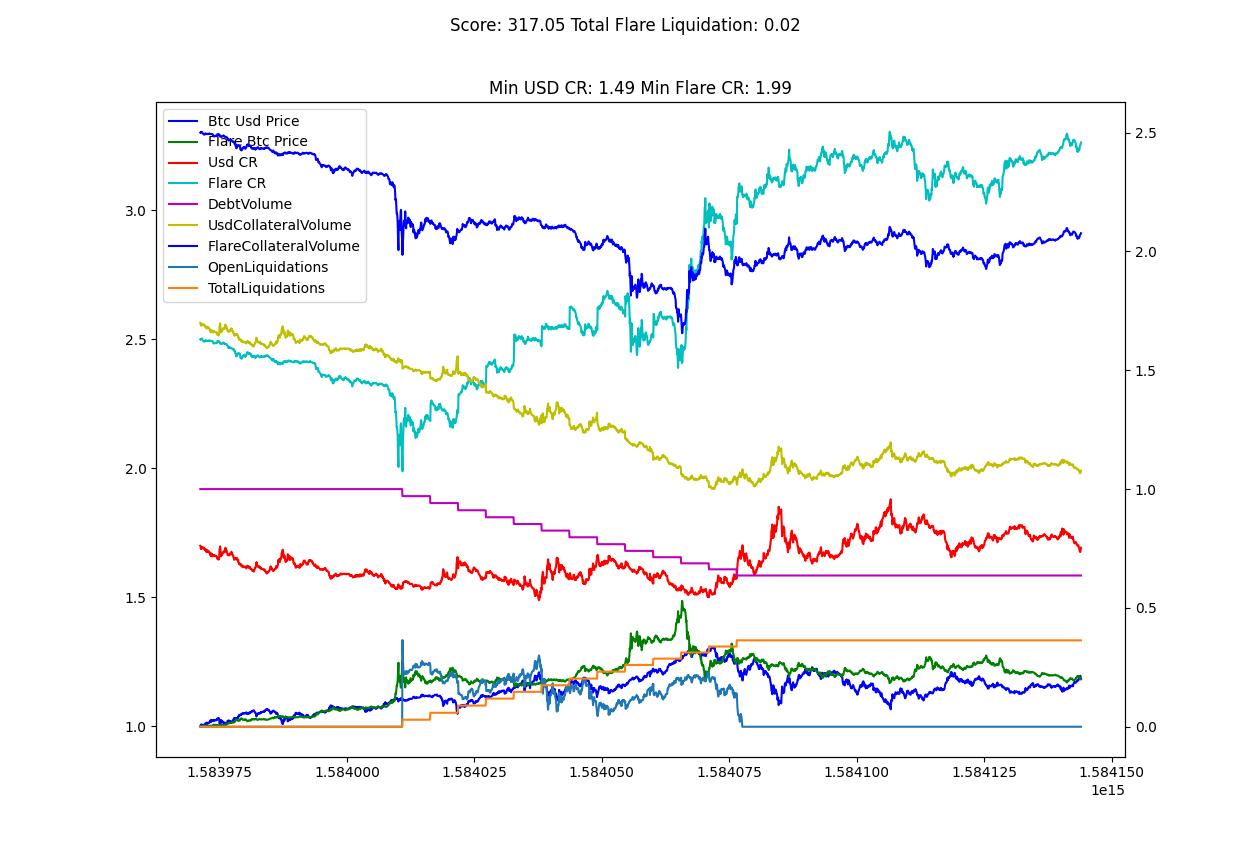 Score: 317.05 Total Flare Liquidation: 0.02
Min USD CR: 1.49 Min Flare CR: 1.99
Btc Usd Price
Flare Btc Price
Usd CR
Flare CR
DebtVolume
UsdCollateralVolume
FlareCollateralVolume
OpenLiquidations
TotalLiquidations
3.0
2.5
2.0
1.5
1.0
2.5
2.0
1.5
1.0
0.5
0.0
1.583975 1.584000 1.584025 1.584050 1.584075 1.584100 1.584125 1.584150
1e15